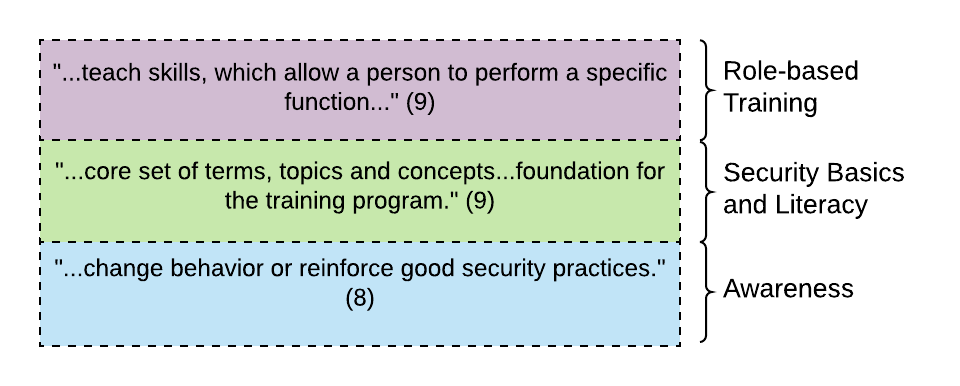 "...teach skills, which allow a person to perform a specific
function..." (9)
Role-based
Training
"...core set of terms, topics and concepts...foundation for
the training program." (9)
Security Basics
and Literacy
"...change behavior or reinforce good security practices."
(8)
Awareness